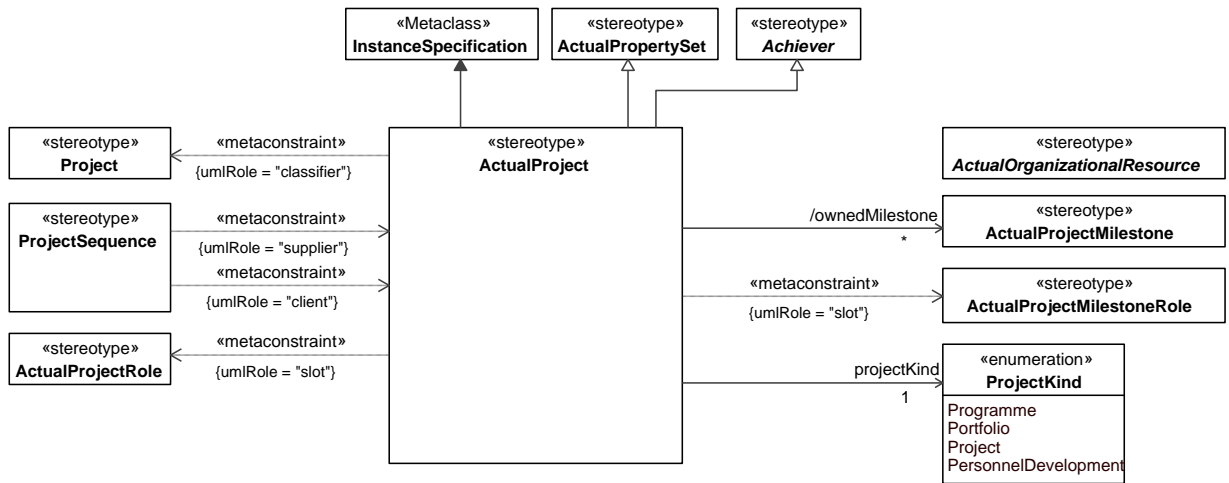 «Metaclass»
InstanceSpecification
«stereotype»
ActualPropertySet
«stereotype»
Achiever
«stereotype»
Project
«metaconstraint»
{umlRole = "classifier"}
«stereotype»
ActualProject
«stereotype»
ActualOrganizationalResource
«stereotype»
ProjectSequence
«metaconstraint»
{umlRole = "supplier"}
«metaconstraint»
{umlRole = "client"}
/ownedMilestone
*
«stereotype»
ActualProjectMilestone
«metaconstraint»
{umlRole = "slot"}
«stereotype»
ActualProjectMilestoneRole
«stereotype»
ActualProjectRole
«metaconstraint»
{umlRole = "slot"}
projectKind
1
«enumeration»
ProjectKind
Programme
Portfolio
Project
PersonnelDevelopment